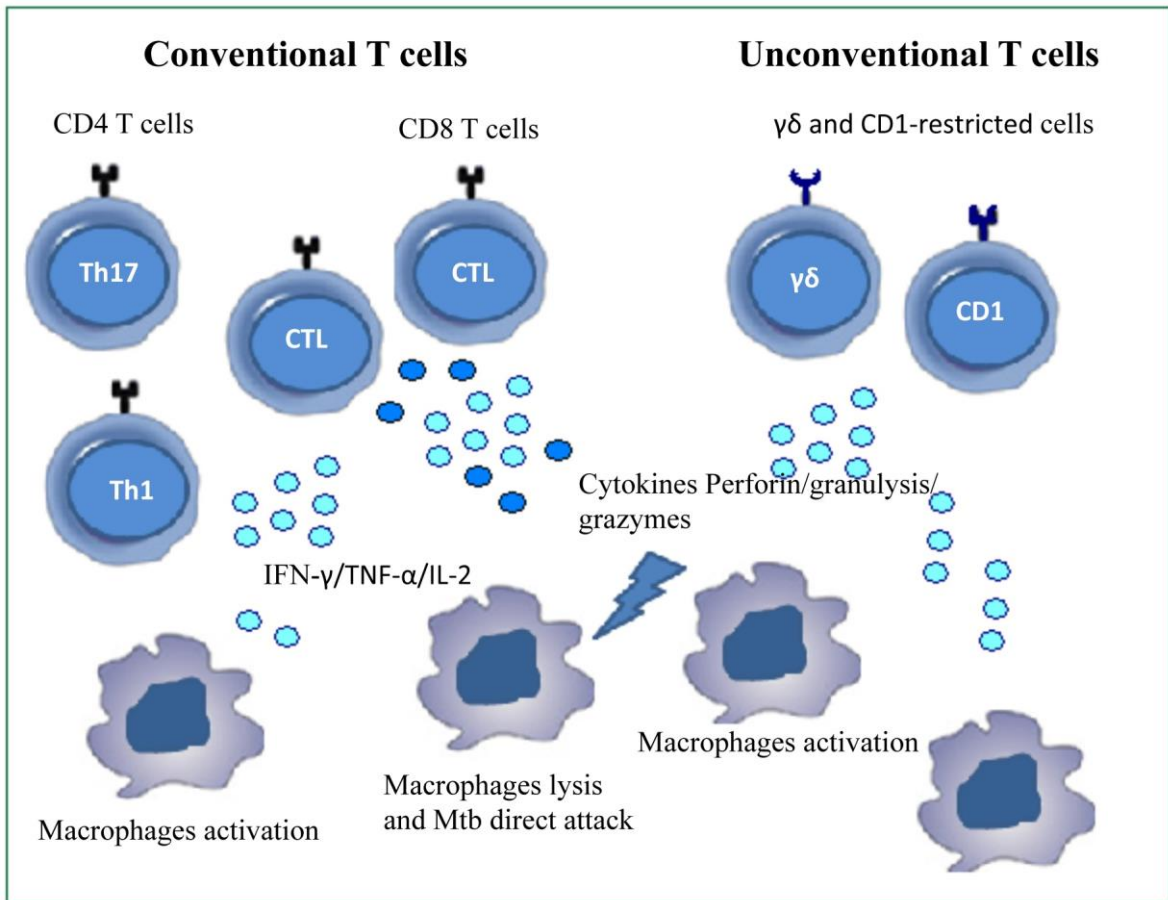 Conventional T cells
Unconventional T cells
CD4 T cells
CD8 T cells
γδ and CD1-restricted cells
Th17
CTL
CTL
γδ
CD1
Th1
Cytokines Perforin/granulysis/
grazymes
IFN-γ/TNF-α/IL-2
Macrophages activation
Macrophages lysis
and Mtb direct attack
Macrophages activation